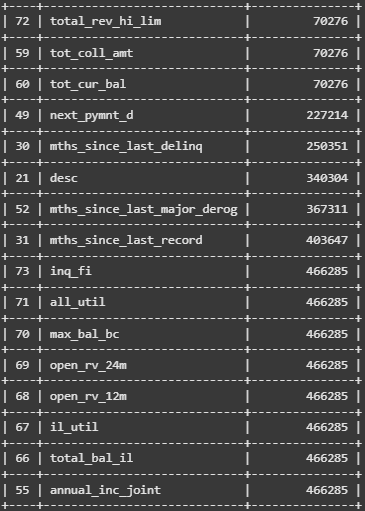 | 72 | total_rev_hi_lim | 70276 |
| 59 | tot_coll_amt | 70276 |
| 60 | tot_cur_bal | 70276 |
| 49 | next_pymnt_d | 227214 |
| 30 | mths_since_last_delinq | 250351 |
| 21 | desc | 340304 |
| 52 | mths_since_last_major_derog | 367311 |
| 31 | mths_since_last_record | 403647 |
| 73 | inq_fi | 466285 |
| 71 | all_util | 466285 |
| 70 | max_bal_bc | 466285 |
| 69 | open_rv_24m | 466285 |
| 68 | open_rv_12m | 466285 |
| 67 | il_util | 466285 |
| 66 | total_bal_il | 466285 |
| 55 | annual_inc_joint | 466285 |